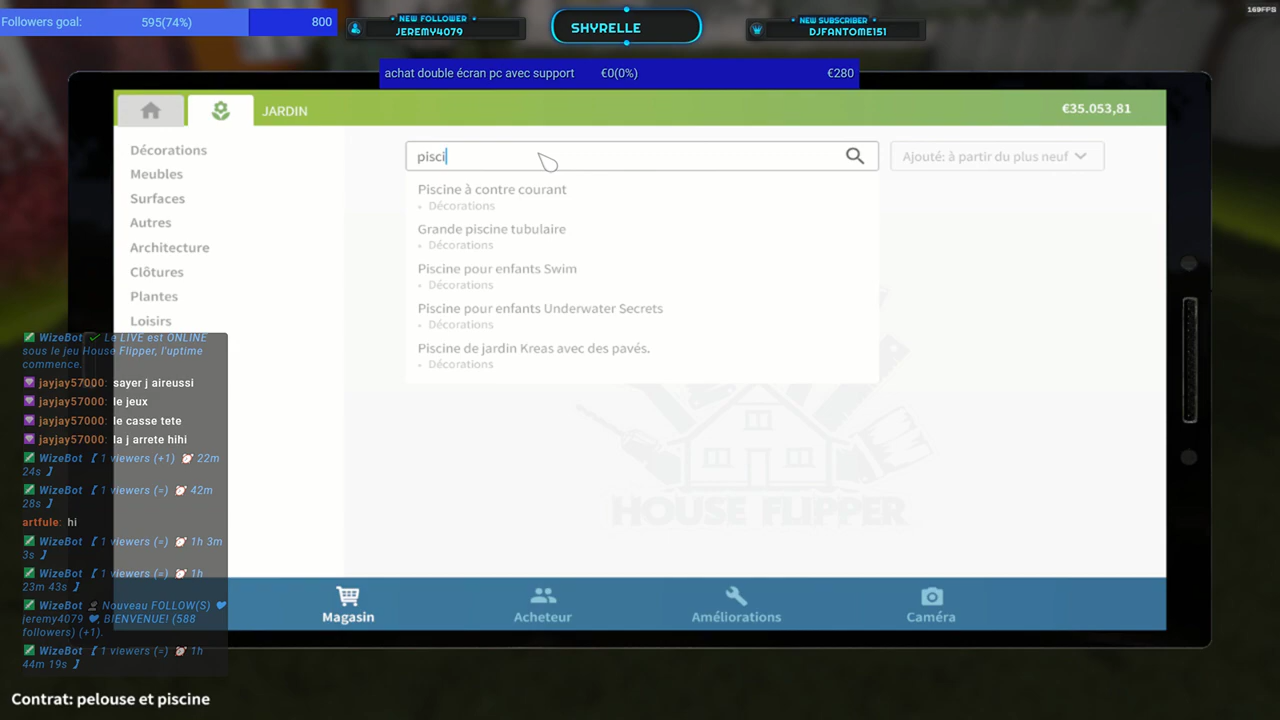 Followers goal:
595(74%)
800
NEW FOLLOWER
JEREMY4079
SHYRELLE
NEW SUBSCRIBER
DJFANTOME151
169FPS
achat double écran pc avec support
€0(0%)
€280
JARDIN
€35.053,81
pisci
Ajouté: à partir du plus neuf
Décorations
Meubles
Surfaces
Autres
Architecture
Clôtures
Plantes
Loisirs
Piscine à contre courant
• Décorations
Grande piscine tubulaire
• Décorations
Piscine pour enfants Swim
• Décorations
Piscine pour enfants Underwater Secrets
• Décorations
Piscine de jardin Kreas avec des pavés.
• Décorations
HOUSE FLIPPER
WizeBot Le LIVE est ONLINE
sous le jeu House Flipper, l'uptime
commence.
jayjay57000: sayer j aireussi
jayjay57000: le jeux
jayjay57000: le casse tete
jayjay57000: la j arrete hihi
WizeBot 【 1 viewers (+1) ⏰ 22m
24s 】
WizeBot 【 1 viewers (=) ⏰ 42m
28s 】
artfule: hi
WizeBot 【 1 viewers (=) ⏰ 1h 3m
3s 】
WizeBot 【 1 viewers (=) ⏰ 1h
23m 43s 】
WizeBot Nouveau FOLLOW(S)
jeremy4079 , BIENVENUE! (588
followers) (+1).
WizeBot 【 1 viewers (=) ⏰ 1h
44m 19s 】
Magasin
Acheteur
Améliorations
Caméra
Contrat: pelouse et piscine